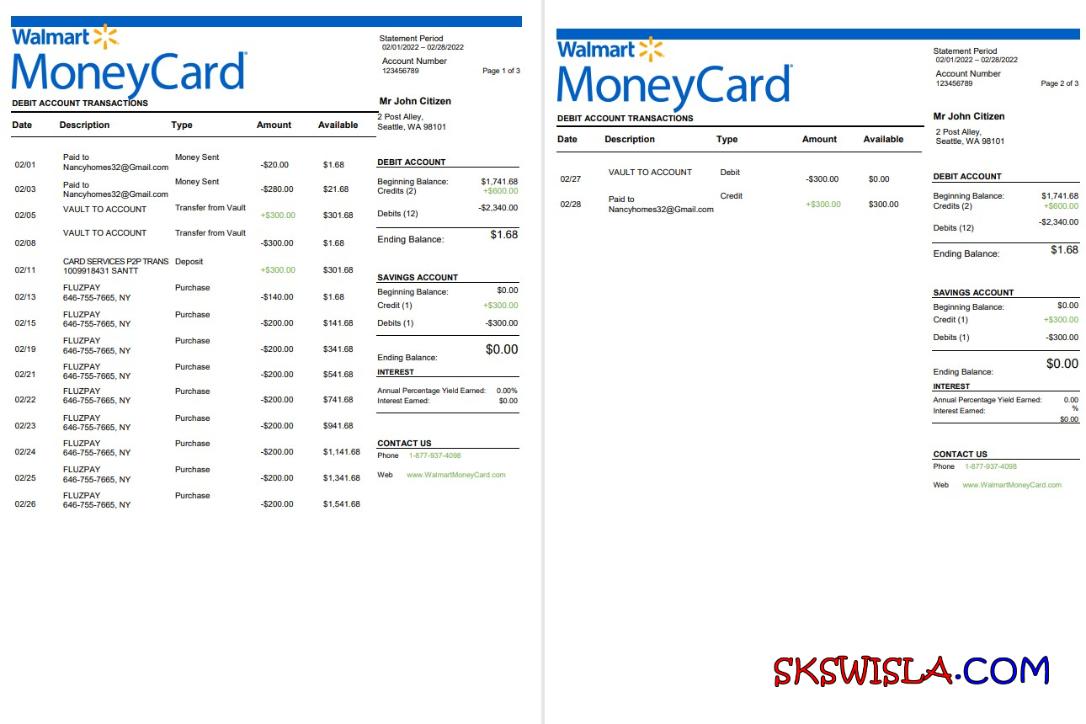 Walmart
MoneyCard
Statement Period
02/01/2022 – 02/28/2022
Account Number
123456789 Page 1 of 3
DEBIT ACCOUNT TRANSACTIONS
Mr John Citizen
2 Post Alley,
Seattle, WA 98101
Date Description Type Amount Available
02/01 Paid to Nancyhomes32@Gmail.com Money Sent -$20.00 $1.68
02/03 Paid to Nancyhomes32@Gmail.com Money Sent -$280.00 $21.68
02/05 VAULT TO ACCOUNT Transfer from Vault +$300.00 $301.68
02/08 VAULT TO ACCOUNT Transfer from Vault -$300.00 $1.68
02/11 CARD SERVICES P2P TRANS 1009918431 SANTT Deposit +$300.00 $301.68
02/13 FLUZPAY 646-755-7665, NY Purchase -$140.00 $1.68
02/15 FLUZPAY 646-755-7665, NY Purchase -$200.00 $141.68
02/19 FLUZPAY 646-755-7665, NY Purchase -$200.00 $341.68
02/21 FLUZPAY 646-755-7665, NY Purchase -$200.00 $541.68
02/22 FLUZPAY 646-755-7665, NY Purchase -$200.00 $741.68
02/23 FLUZPAY 646-755-7665, NY Purchase -$200.00 $941.68
02/24 FLUZPAY 646-755-7665, NY Purchase -$200.00 $1,141.68
02/25 FLUZPAY 646-755-7665, NY Purchase -$200.00 $1,341.68
02/26 FLUZPAY 646-755-7665, NY Purchase -$200.00 $1,541.68
DEBIT ACCOUNT
Beginning Balance: $1,741.68
Credits (2) +$600.00
Debits (12) -$2,340.00
Ending Balance: $1.68
SAVINGS ACCOUNT
Beginning Balance: $0.00
Credit (1) +$300.00
Debits (1) -$300.00
Ending Balance: $0.00
INTEREST
Annual Percentage Yield Earned: 0.00%
Interest Earned: $0.00
CONTACT US
Phone 1-877-937-4098
Web www.WalmartMoneyCard.com
Walmart
MoneyCard
Statement Period
02/01/2022 – 02/28/2022
Account Number
123456789 Page 2 of 3
DEBIT ACCOUNT TRANSACTIONS
Mr John Citizen
2 Post Alley,
Seattle, WA 98101
Date Description Type Amount Available
02/27 VAULT TO ACCOUNT Debit -$300.00 $0.00
02/28 Paid to Nancyhomes32@Gmail.com Credit +$300.00 $300.00
DEBIT ACCOUNT
Beginning Balance: $1,741.68
Credits (2) +$600.00
Debits (12) -$2,340.00
Ending Balance: $1.68
SAVINGS ACCOUNT
Beginning Balance: $0.00
Credit (1) +$300.00
Debits (1) -$300.00
Ending Balance: $0.00
INTEREST
Annual Percentage Yield Earned: 0.00
%
Interest Earned:
$0.00
CONTACT US
Phone 1-877-937-4098
Web www.WalmartMoneyCard.com
SKSWISLA.COM